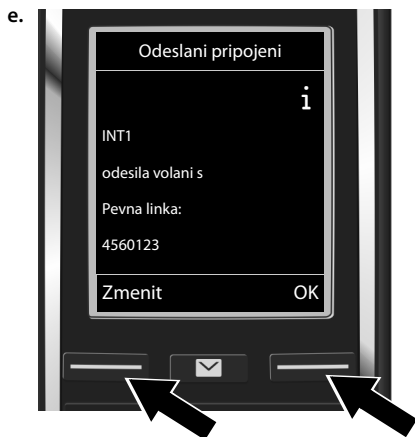 e.
Odeslani pripojeni
i
INT1
odesila volani s
Pevna linka:
4560123
Zmenit OK